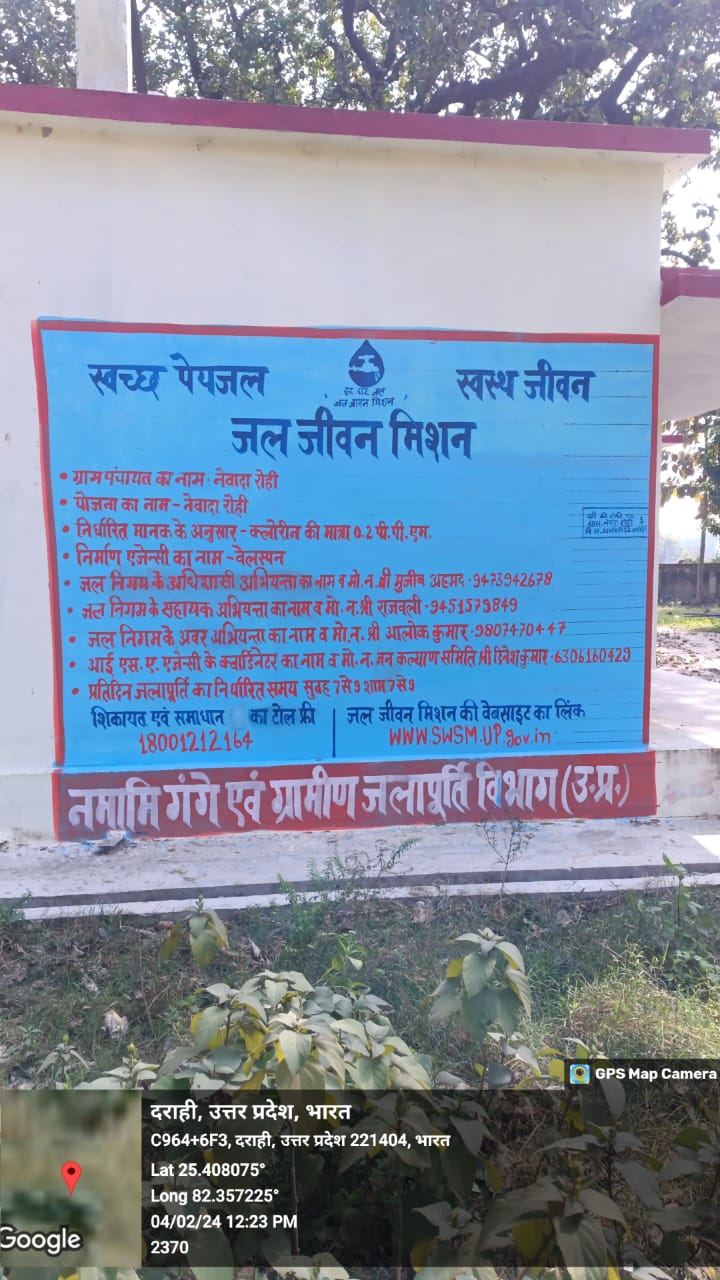 स्वच्छ पेयजल
स्वस्थ जीवन
हर घर जल
जल जीवन मिशन
जल जीवन मिशन
• ग्राम पंचायत का नाम - नेवादा रोही
• योजना का नाम - नेवादा रोही
• निर्धारित मानक के अनुसार - क्लोरीन की मात्रा 0.2 पी.पी.एम.
• निर्माण एजेन्सी का नाम - वेलस्पन
• जल निगम के अधिशासी अभियन्ता का नाम व मो.न. श्री मुजीब अहमद - 9473942678
• जल निगम के सहायक अभियन्ता का नाम व मो.न. श्री राजबली - 9451579849
• जल निगम के अवर अभियन्ता का नाम व मो.न. श्री आलोक कुमार - 9807470447
• आई एस.ए. एजेन्सी के क्वार्डिनेटर का नाम व मो.न. जन कल्याण समिति श्री दिनेश कुमार - 6306160429
• प्रतिदिन जलापूर्ति का निर्धारित समय सुबह 7 से 9 शाम 7 से 9
शिकायत एवं समाधान का टोल फ्री
18001212164
जल जीवन मिशन की वेबसाइट का लिंक
WWW.SWSM.UP.gov.in
नमामि गंगे एवं ग्रामीण जलापूर्ति विभाग (उ.प्र.)
GPS Map Camera
दराही, उत्तर प्रदेश, भारत
C964+6F3, दराही, उत्तर प्रदेश 221404, भारत
Lat 25.408075°
Long 82.357225°
04/02/24 12:23 PM
2370
Google